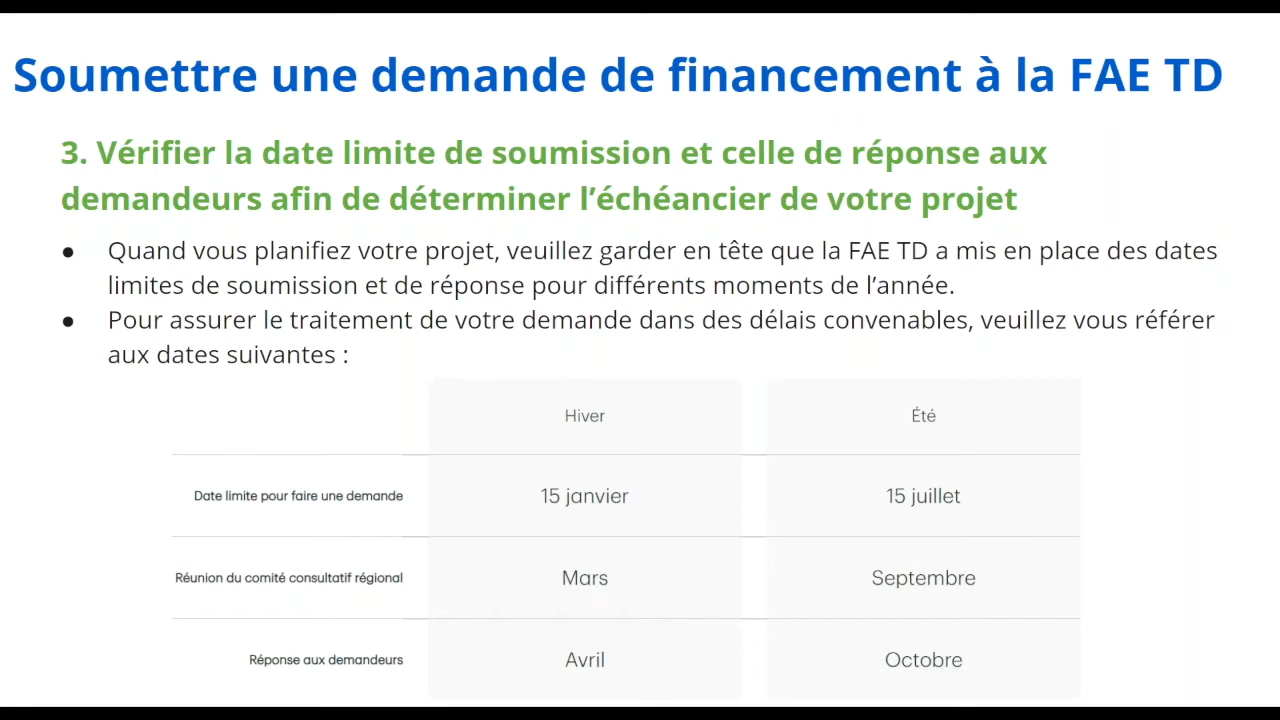 Soumettre une demande de financement à la FAE TD
3. Vérifier la date limite de soumission et celle de réponse aux
demandeurs afin de déterminer l’échéancier de votre projet
● Quand vous planifiez votre projet, veuillez garder en tête que la FAE TD a mis en place des dates
limites de soumission et de réponse pour différents moments de l’année.
● Pour assurer le traitement de votre demande dans des délais convenables, veuillez vous référer
aux dates suivantes :
Hiver Été
Date limite pour faire une demande 15 janvier 15 juillet
Réunion du comité consultatif régional Mars Septembre
Réponse aux demandeurs Avril Octobre